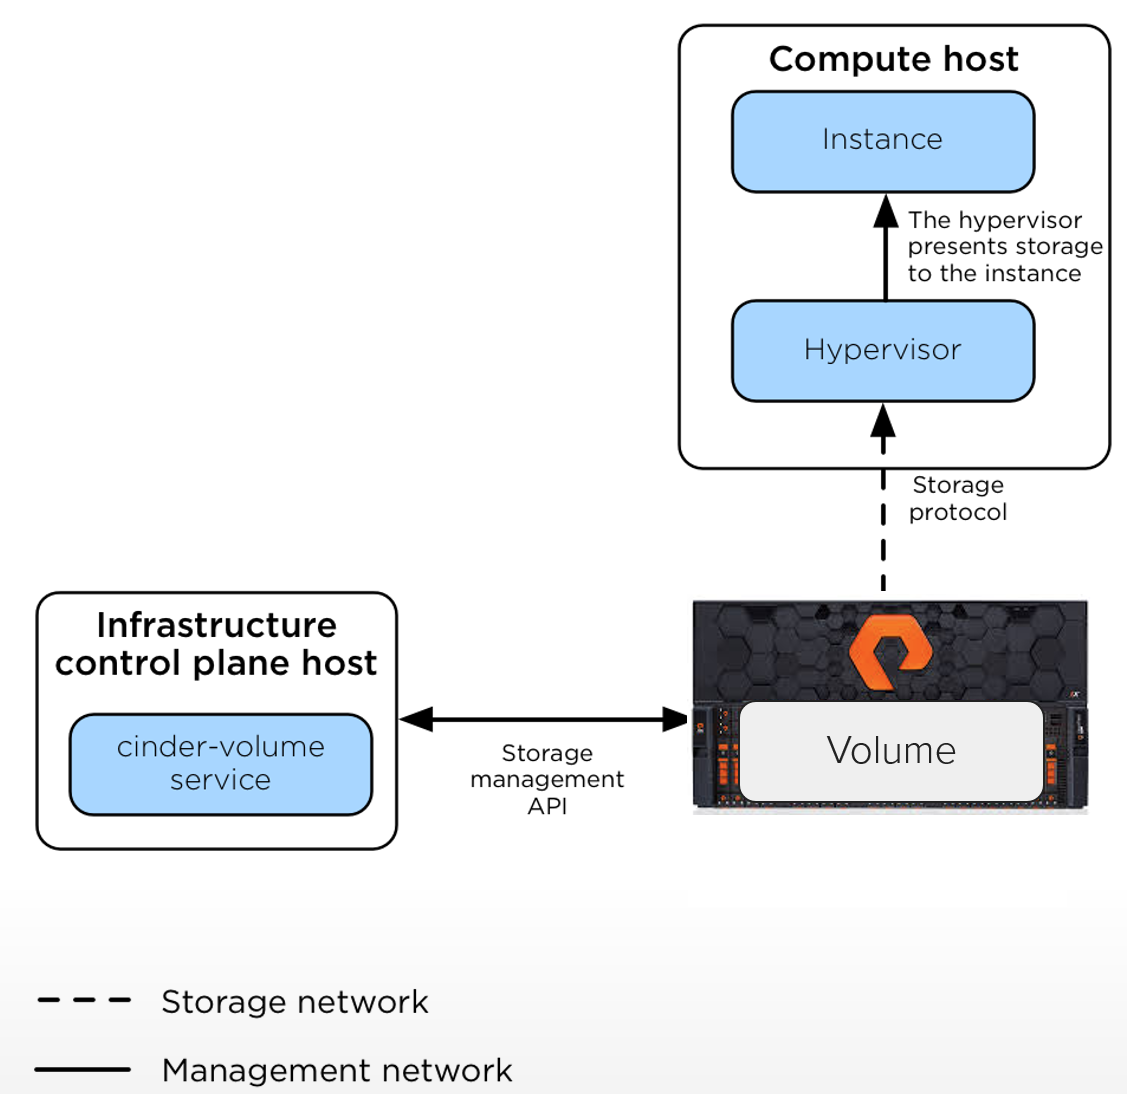 Compute host
Instance
The hypervisor
presents storage
to the instance
Hypervisor
Storage
protocol
Infrastructure
control plane host
cinder-volume
service
Storage
management
API
Volume
Storage network
Management network